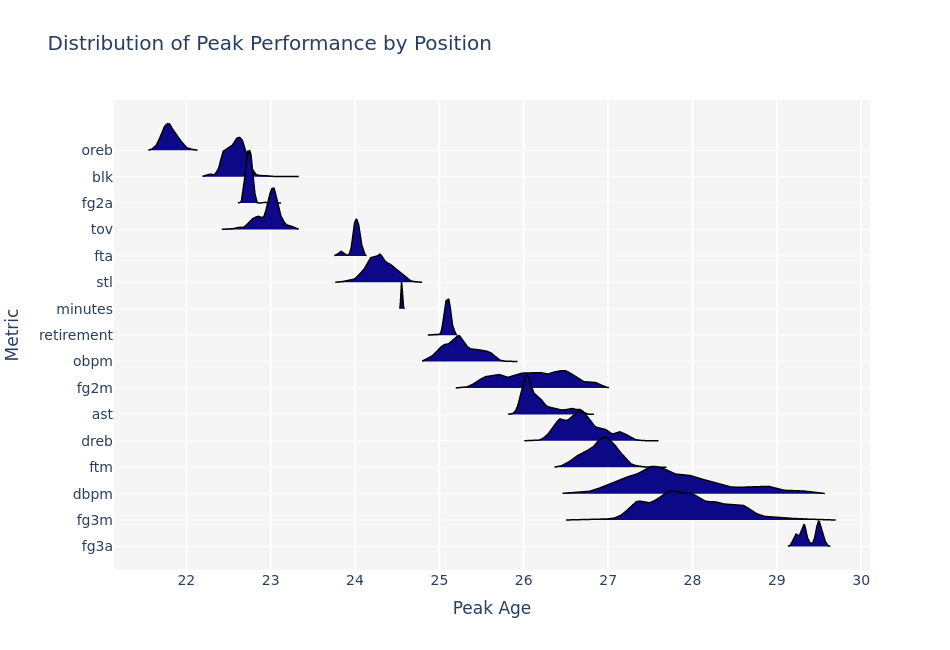 Distribution of Peak Performance by Position
oreb
blk
fg2a
tov
fta
stl
minutes
retirement
obpm
fg2m
ast
dreb
ftm
dbpm
fg3m
fg3a
Metric
22 23 24 25 26 27 28 29 30
Peak Age